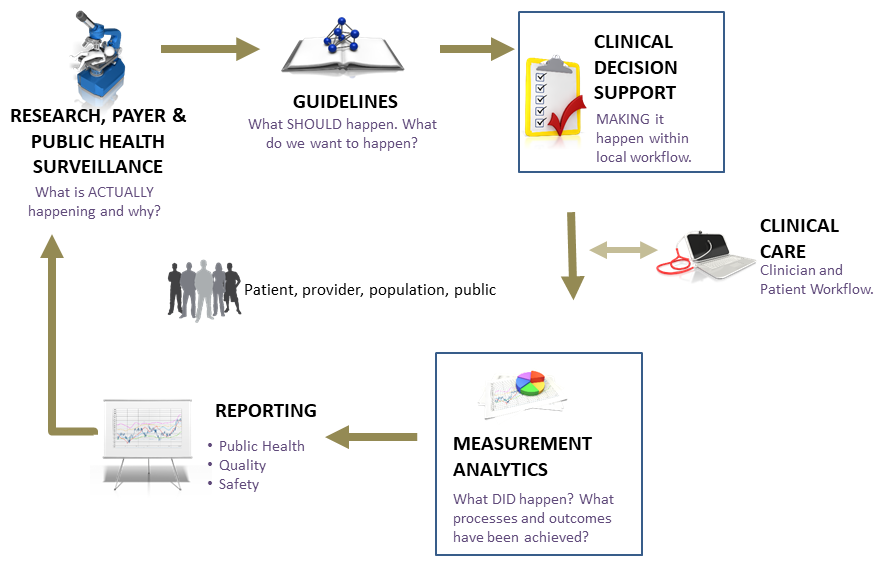 RESEARCH, PAYER &
PUBLIC HEALTH
SURVEILLANCE
What is ACTUALLY
happening and why?
GUIDELINES
What SHOULD happen. What
do we want to happen?
CLINICAL
DECISION
SUPPORT
MAKING it
happen within
local workflow.
CLINICAL
CARE
Clinician and
Patient Workflow.
Patient, provider, population, public
MEASUREMENT
ANALYTICS
What DID happen? What
processes and outcomes
have been achieved?
REPORTING
• Public Health
• Quality
• Safety